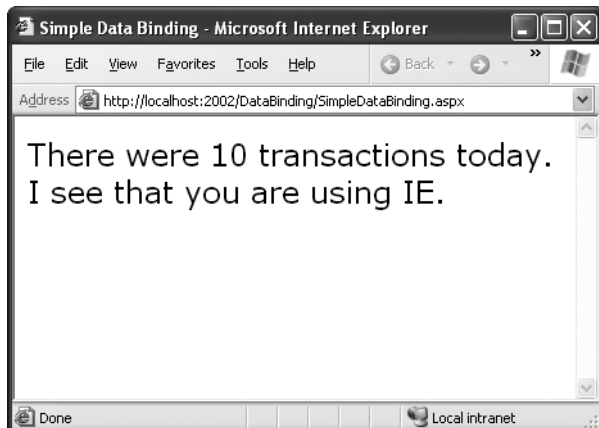 Simple Data Binding - Microsoft Internet Explorer
File Edit View Favorites Tools Help Back »
Address http://localhost:2002/DataBinding/SimpleDataBinding.aspx
There were 10 transactions today.
I see that you are using IE.
Done Local intranet